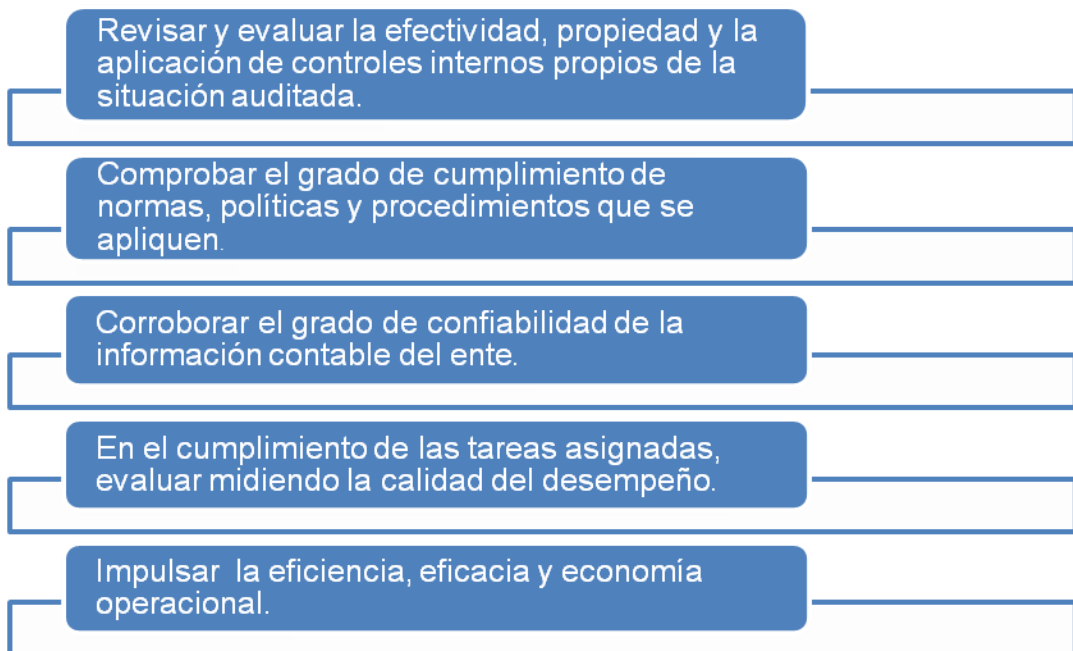 Revisar y evaluar la efectividad, propiedad y la
aplicación de controles internos propios de la
situación auditada.
Comprobar el grado de cumplimiento de
normas, políticas y procedimientos que se
apliquen.
Corroborar el grado de confiabilidad de la
información contable del ente.
En el cumplimiento de las tareas asignadas,
evaluar midiendo la calidad del desempeño.
Impulsar  la eficiencia, eficacia y economía
operacional.